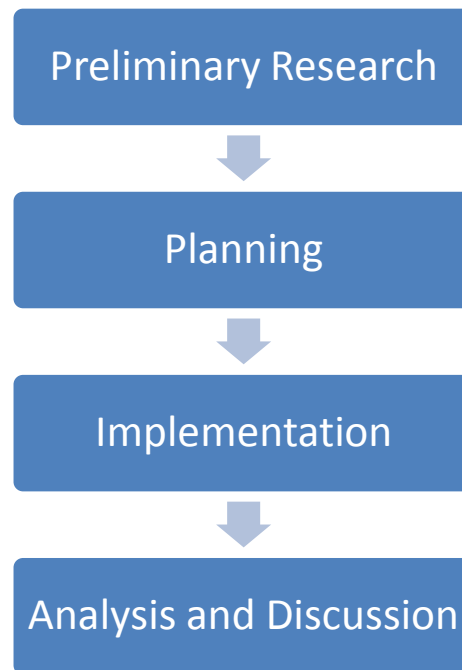 Preliminary Research
Planning
Implementation
Analysis and Discussion